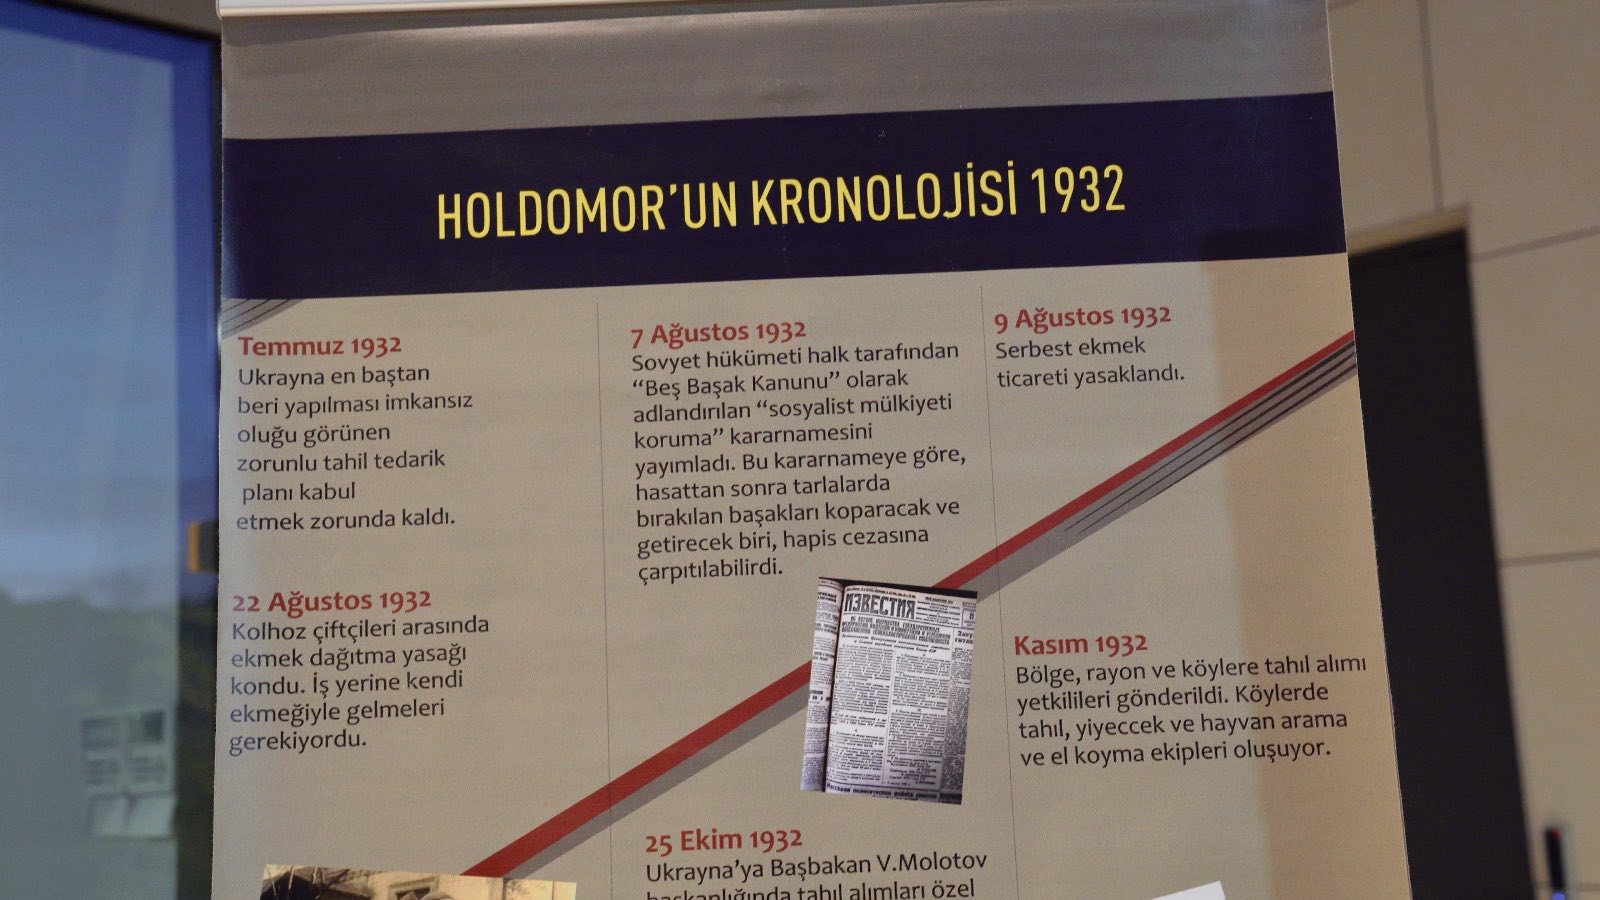 HOLDOMOR'UN KRONOLOJİSİ 1932
Temmuz 1932
Ukrayna en baştan
beri yapılması imkansız
oluğu görünen
zorunlu tahil tedarik
planı kabul
etmek zorunda kaldı.
22 Ağustos 1932
Kolhoz çiftçileri arasında
ekmek dağıtma yasağı
kondu. İş yerine kendi
ekmeğiyle gelmeleri
gerekiyordu.
7 Ağustos 1932
Sovyet hükümeti halk tarafından
“Beş Başak Kanunu” olarak
adlandırılan “sosyalist mülkiyeti
koruma” kararnamesini
yayımladı. Bu kararnameye göre,
hasattan sonra tarlalarda
bırakılan başakları koparacak ve
getirecek biri, hapis cezasına
çarpıtılabilirdi.
ИЗВЕСТИЯ
25 Ekim 1932
Ukrayna’ya Başbakan V.Molotov
başkanlığında tahıl alımları özel
9 Ağustos 1932
Serbest ekmek
ticareti yasaklandı.
Kasım 1932
Bölge, rayon ve köylere tahıl alımı
yetkilileri gönderildi. Köylerde
tahıl, yiyeccek ve hayvan arama
ve el koyma ekipleri oluşuyor.